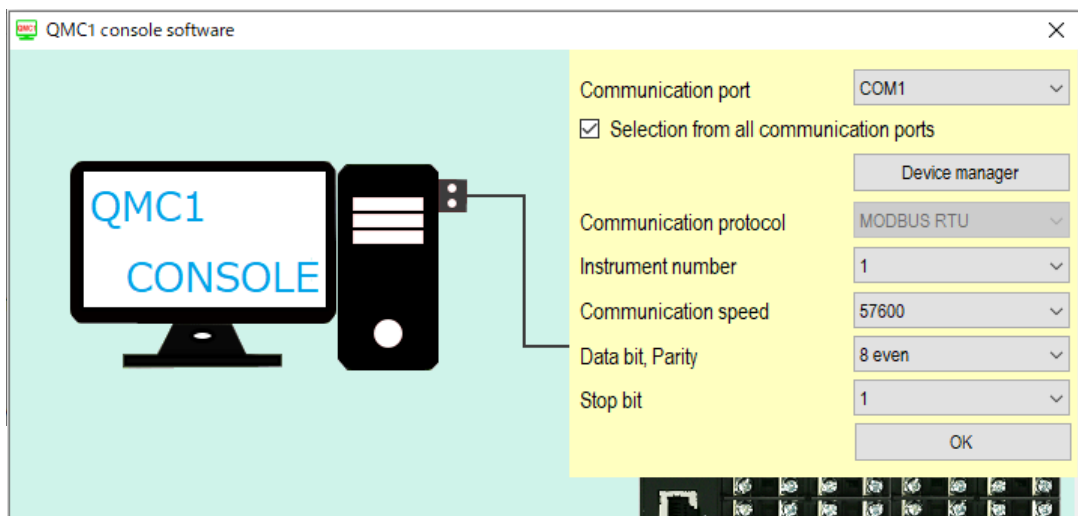 QMC1 QMC1 console software
Communication port COM1
Selection from all communication ports
Device manager
QMC1
CONSOLE
Communication protocol MODBUS RTU
Instrument number 1
Communication speed 57600
Data bit, Parity 8 even
Stop bit 1
OK